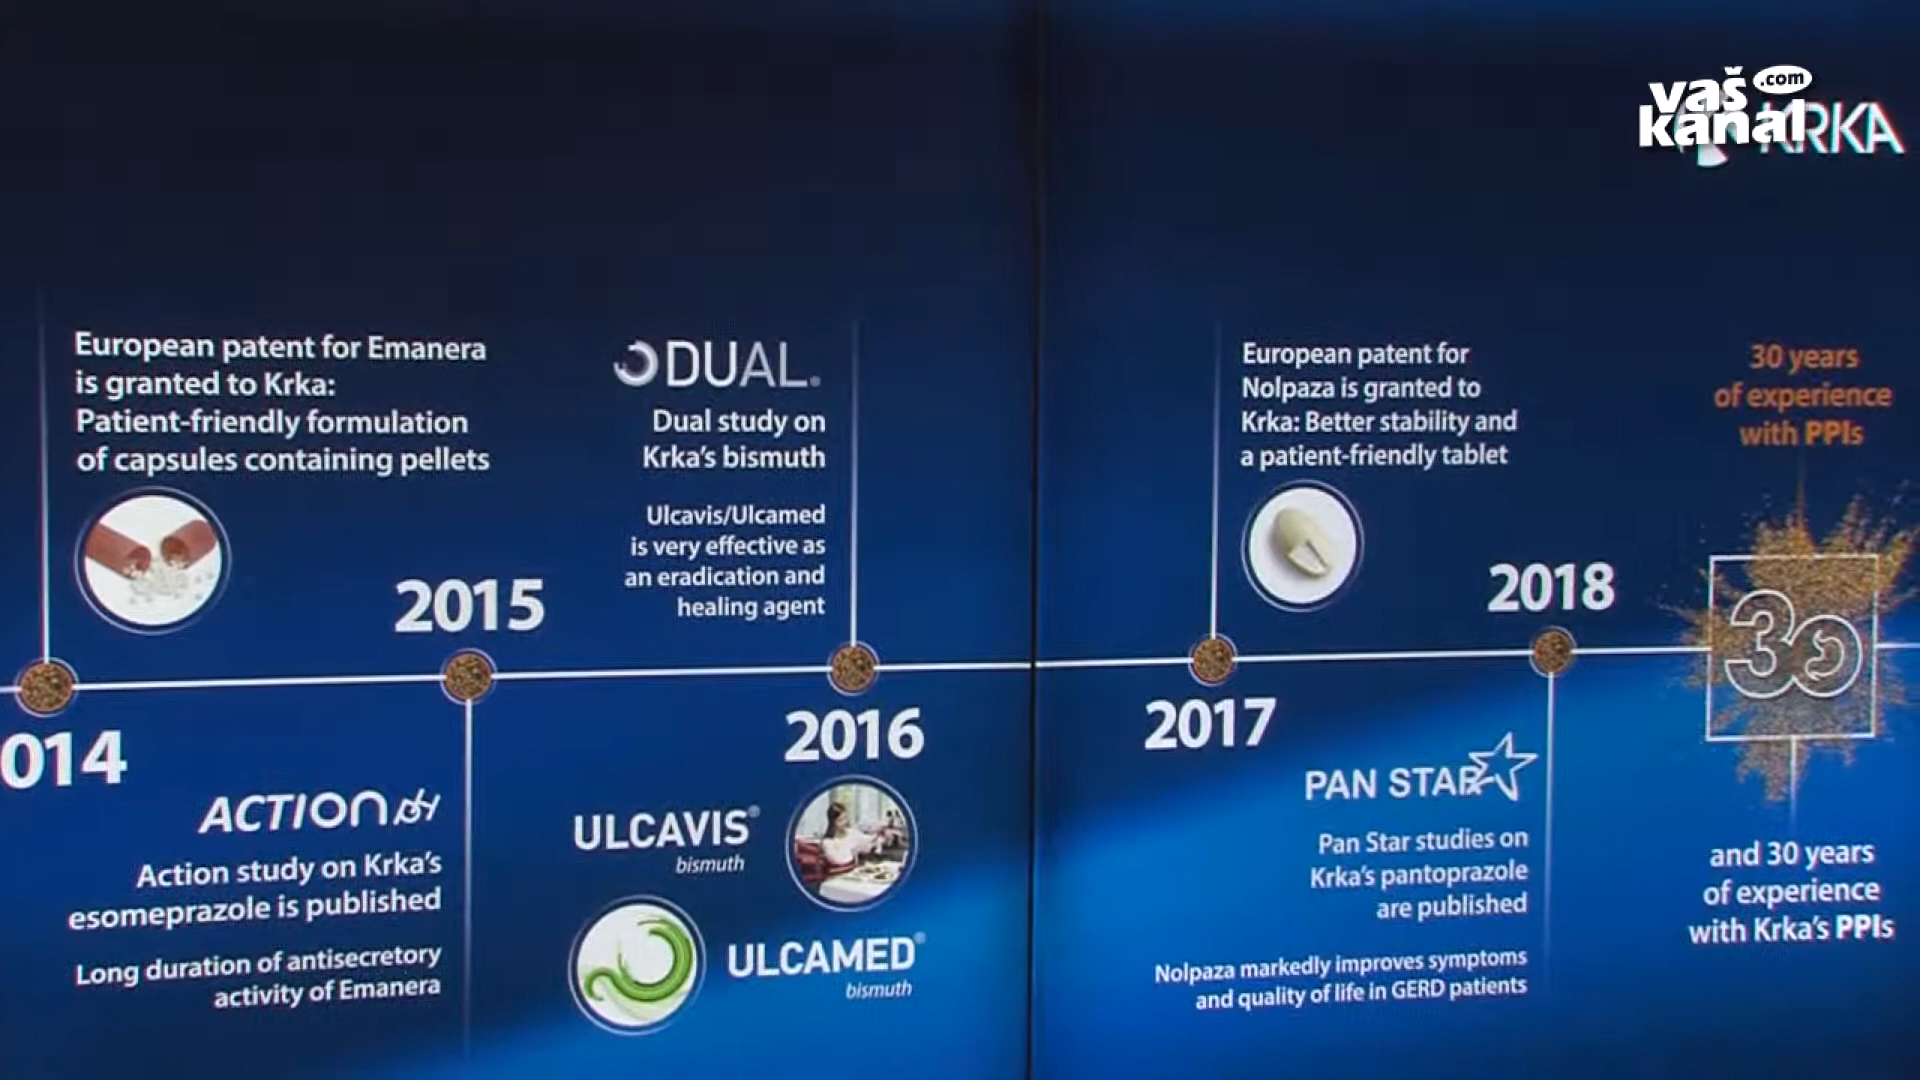 vaš .com
kanal
KRKA
European patent for Emanera
is granted to Krka:
Patient-friendly formulation
of capsules containing pellets
014
ACTION
Action study on Krka's
esomeprazole is published
Long duration of antisecretory
activity of Emanera
2015
DUAL
Dual study on
Krka's bismuth
Ulcavis/Ulcamed
is very effective as
an eradication and
healing agent
2016
ULCAVIS®
bismuth
ULCAMED®
bismuth
European patent for
Nolpaza is granted to
Krka: Better stability and
a patient-friendly tablet
2017
2018
PAN STAR
Pan Star studies on
Krka's pantoprazole
are published
Nolpaza markedly improves symptoms
and quality of life in GERD patients
30 years
of experience
with PPIs
30
and 30 years
of experience
with Krka's PPIs